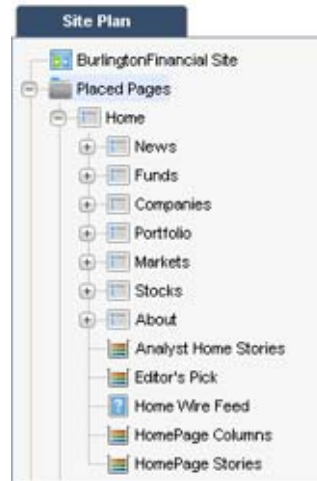 Site Plan
BurlingtonFinancial Site
Placed Pages
Home
News
Funds
Companies
Portfolio
Markets
Stocks
About
Analyst Home Stories
Editor's Pick
Home Wire Feed
HomePage Columns
HomePage Stories